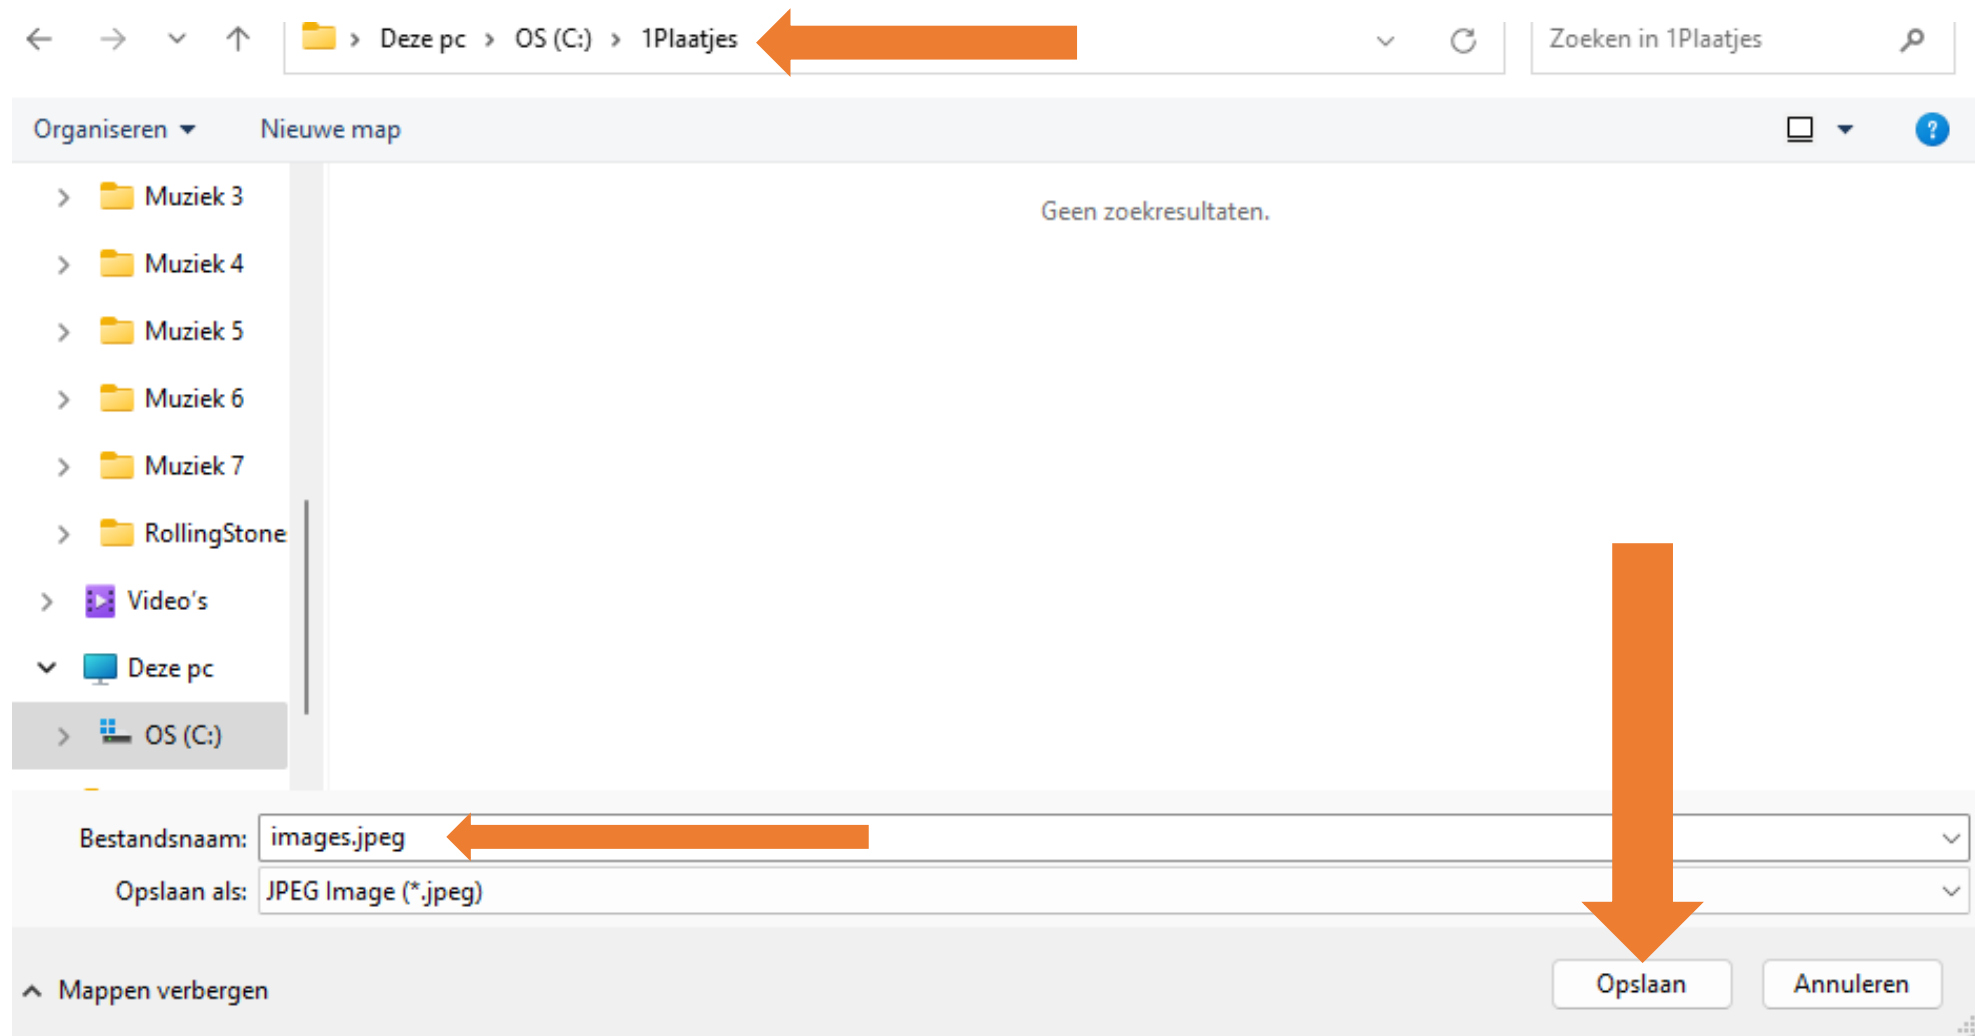 Deze pc > OS (C:) > 1Plaatjes
Zoeken in 1Plaatjes
Organiseren
Nieuwe map
?
Muziek 3
Geen zoekresultaten.
Muziek 4
Muziek 5
Muziek 6
Muziek 7
RollingStone
Video's
Deze pc
OS (C:)
Bestandsnaam: images.jpeg
Opslaan als: JPEG Image (*.jpeg)
Mappen verbergen
Opslaan
Annuleren